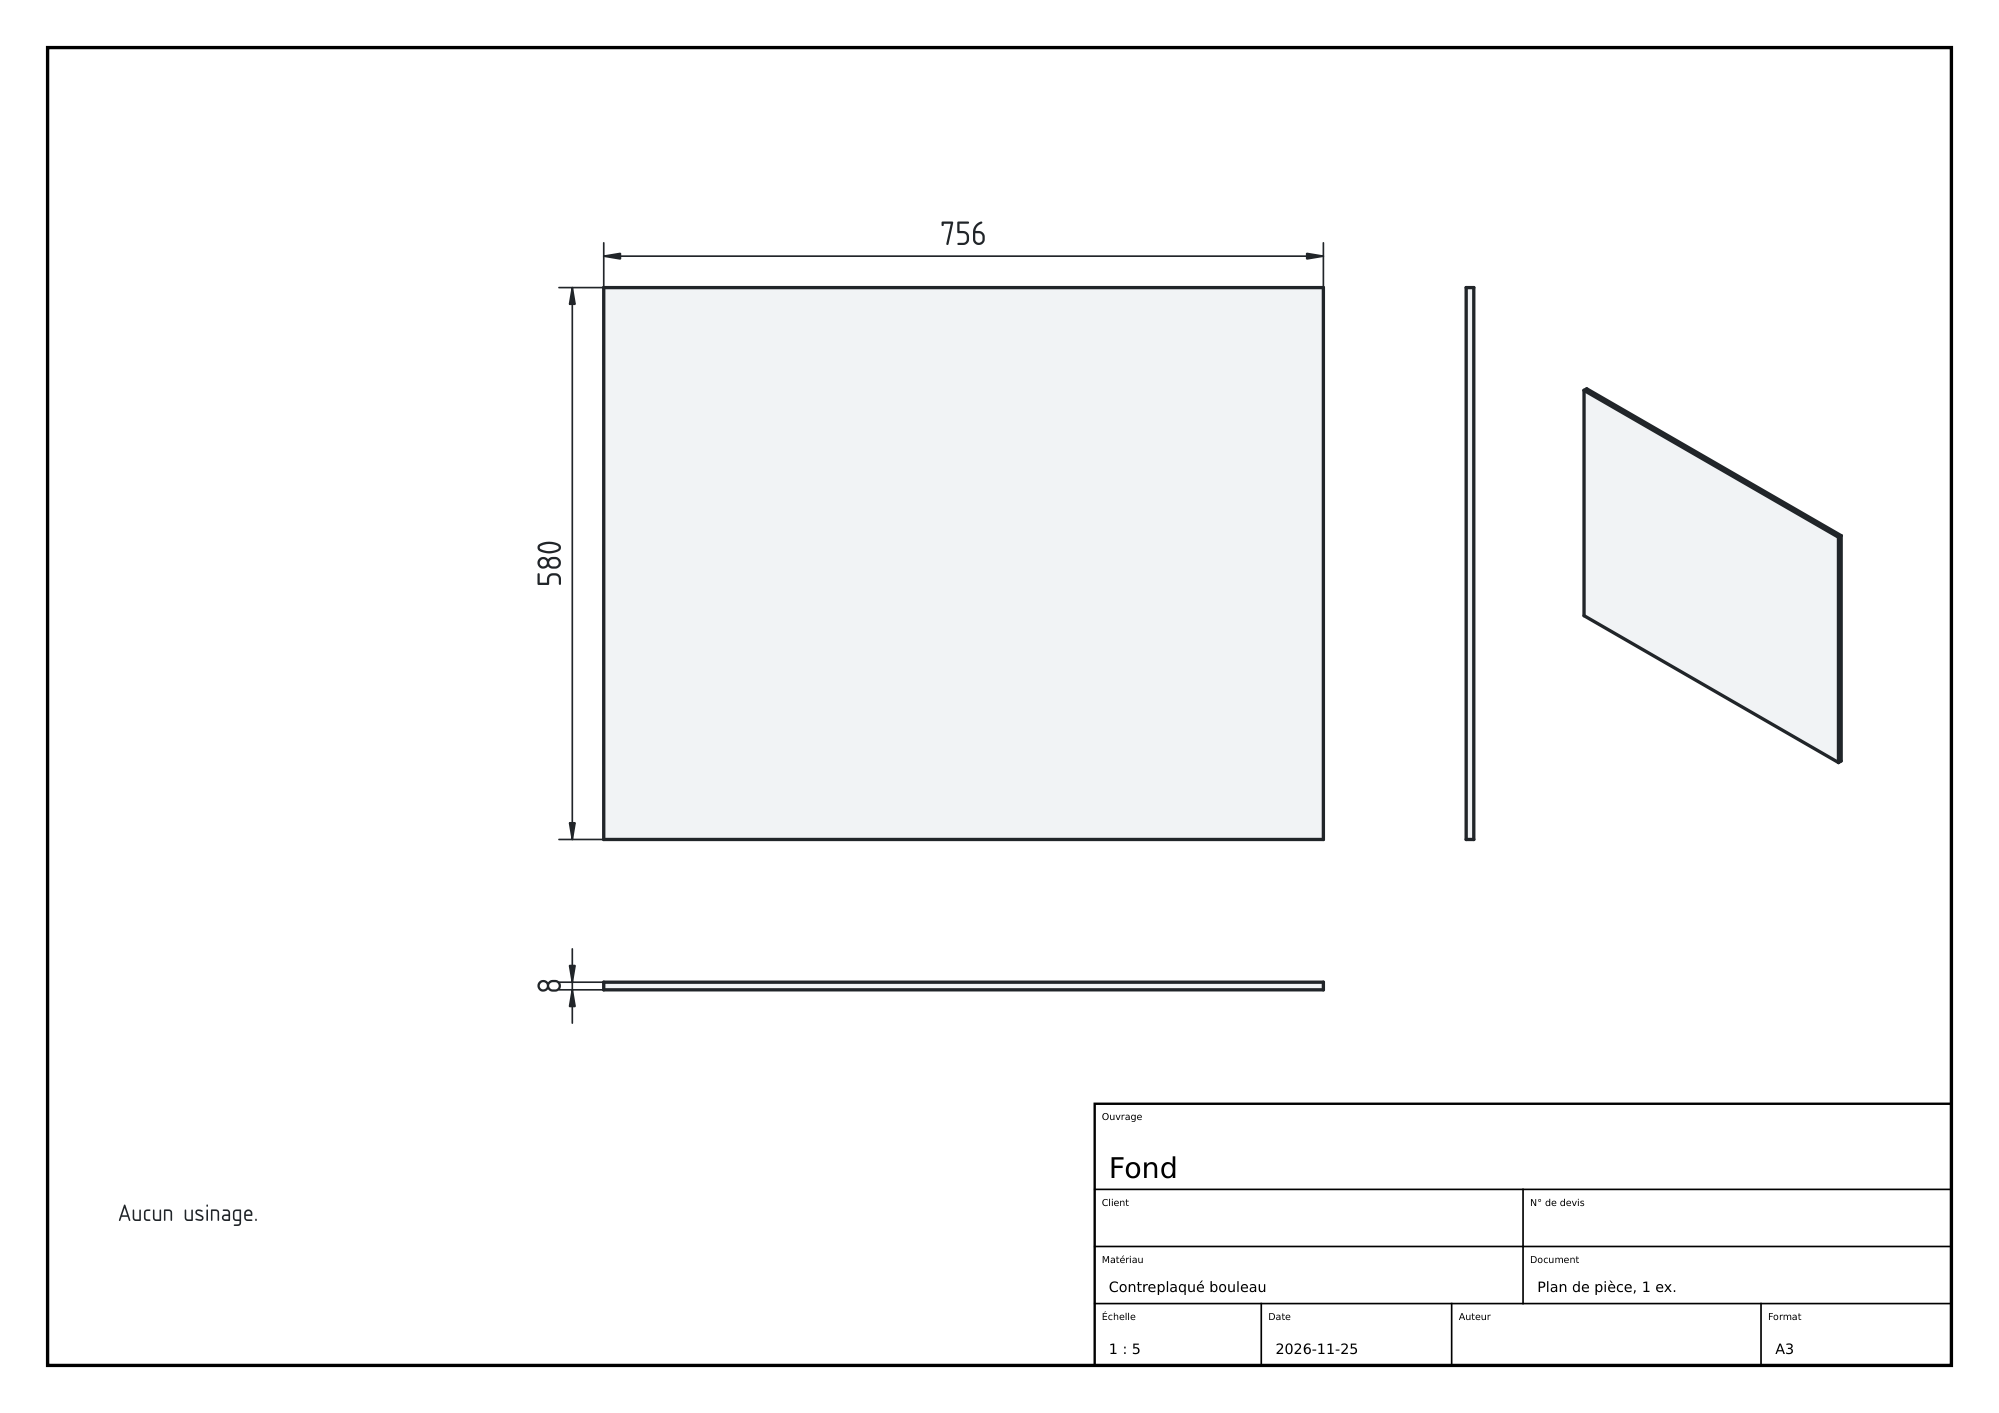 756
580
8
Aucun usinage.
Ouvrage
Fond
Client
N° de devis
Matériau
Contreplaqué bouleau
Document
Plan de pièce, 1 ex.
Échelle
1 : 5
Date
2026-11-25
Auteur
Format
A3